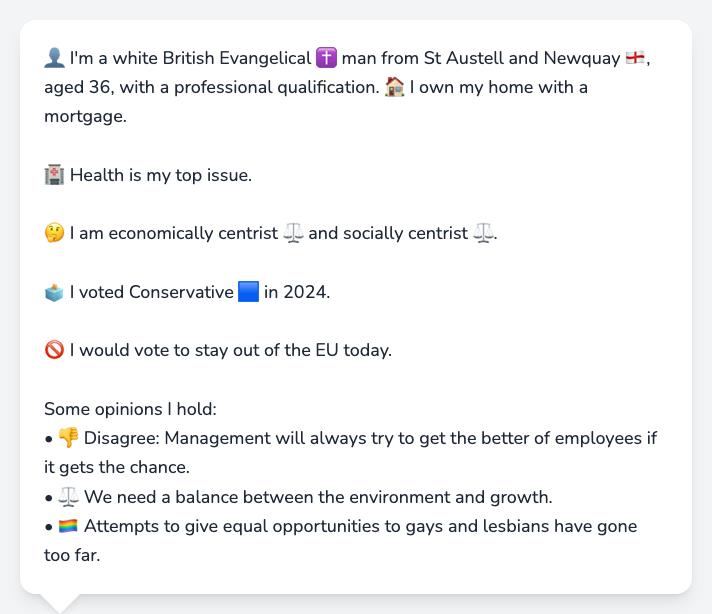 👤 I'm a white British Evangelical ✝️ man from St Austell and Newquay 🏴󠁧󠁢󠁥󠁮󠁧󠁿,
aged 36, with a professional qualification. 🏠 I own my home with a
mortgage.
🏥 Health is my top issue.
🤔 I am economically centrist ⚖️ and socially centrist ⚖️.
🗳️ I voted Conservative 🟦 in 2024.
🚫 I would vote to stay out of the EU today.
Some opinions I hold:
• 👎 Disagree: Management will always try to get the better of employees if
it gets the chance.
• ⚖️ We need a balance between the environment and growth.
• 🏳️‍🌈 Attempts to give equal opportunities to gays and lesbians have gone
too far.